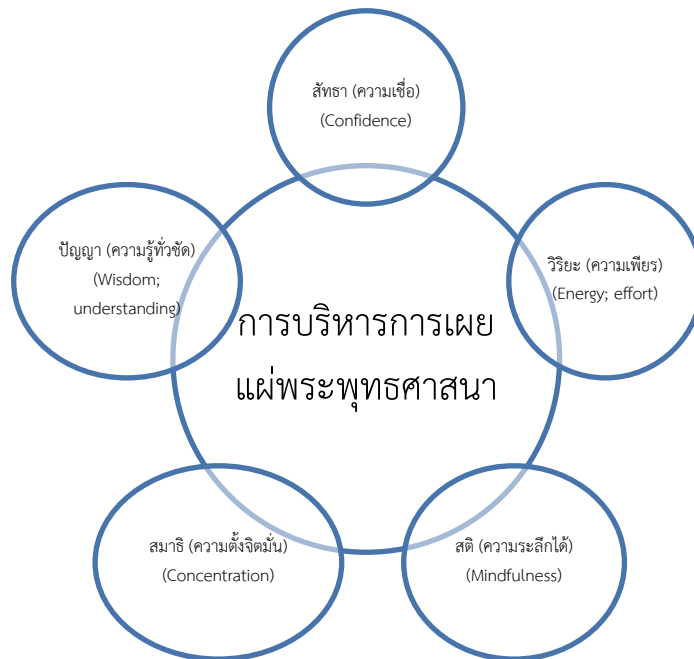 สัทธา (ความเชื่อ)
(Confidence)
วิริยะ (ความเพียร)
(Energy; effort)
สติ (ความระลึกได้)
(Mindfulness)
สมาธิ (ความตั้งจิตมั่น)
(Concentration)
ปัญญา (ความรู้ทั่วชัด)
(Wisdom;
understanding)
การบริหารการเผย
แผ่พระพุทธศาสนา